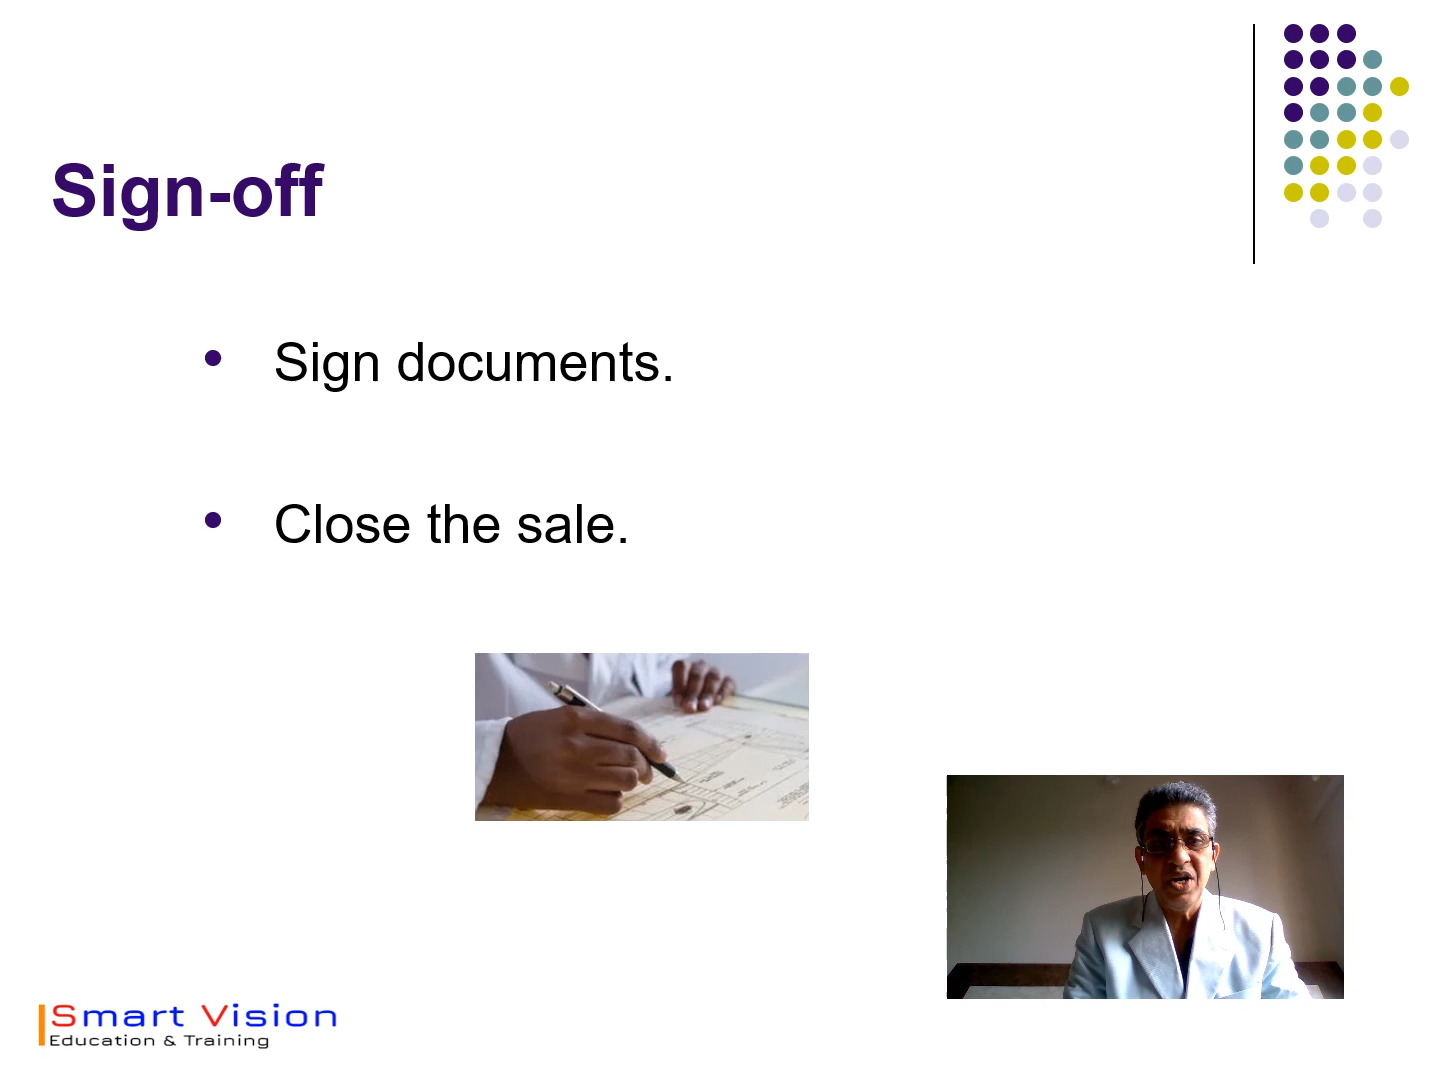 Sign-off
• Sign documents.
• Close the sale.
Smart Vision
Education & Training